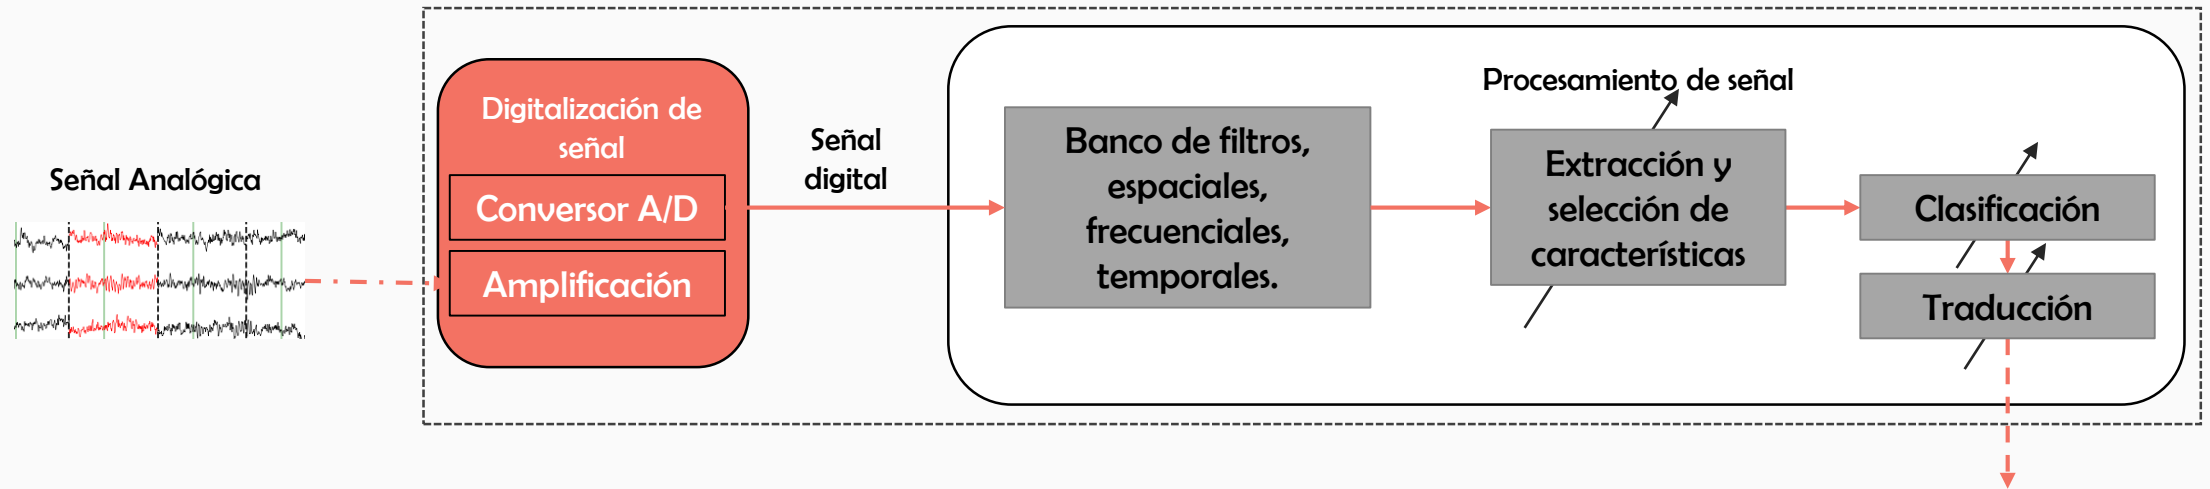 Señal Analógica
Digitalización de
señal
Conversor A/D
Amplificación
Señal
digital
Procesamiento de señal
Banco de filtros,
espaciales,
frecuenciales,
temporales.
Extracción y
selección de
características
Clasificación
Traducción